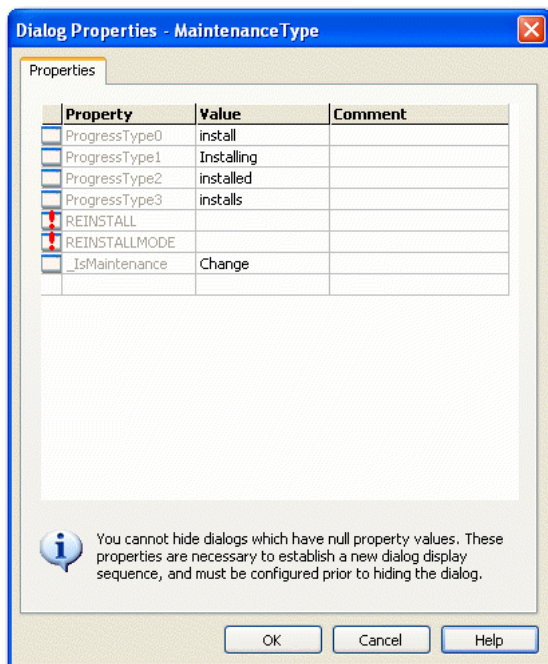 Dialog Properties - MaintenanceType
Properties
Property Value Comment
ProgressType0 install
ProgressType1 Installing
ProgressType2 installed
ProgressType3 installs
REINSTALL
REINSTALLMODE
_IsMaintenance Change
You cannot hide dialogs which have null property values. These
properties are necessary to establish a new dialog display
sequence, and must be configured prior to hiding the dialog.
OK Cancel Help